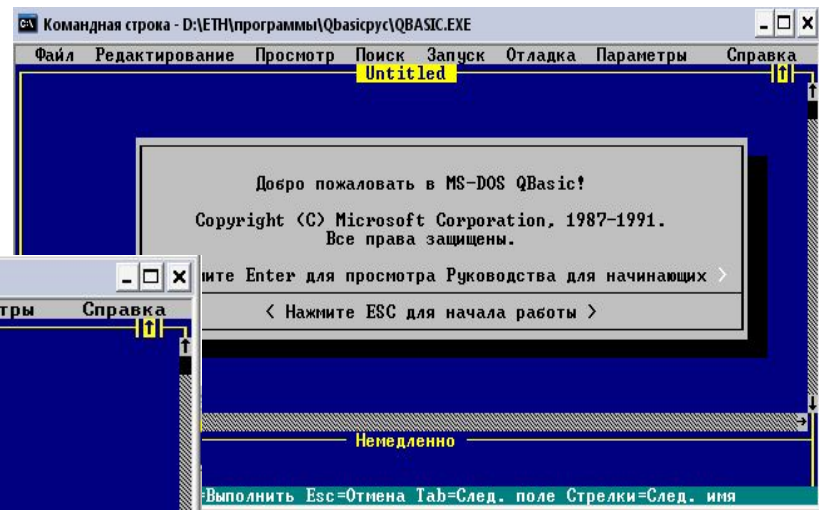 Командная строка - D:\ETH\программы\Qbasicрус\QBASIC.EXE
Файл Редактирование Просмотр Поиск Запуск Отладка Параметры Справка
Untitled
Добро пожаловать в MS-DOS QBasic!
Copyright (C) Microsoft Corporation, 1987-1991.
Все права защищены.
Enter для просмотра Руководства для начинающих >
< Нажмите ESC для начала работы >
Справка
Немедленно
=Выполнить Esc=Отмена Tab=След. поле Стрелки=След. имя